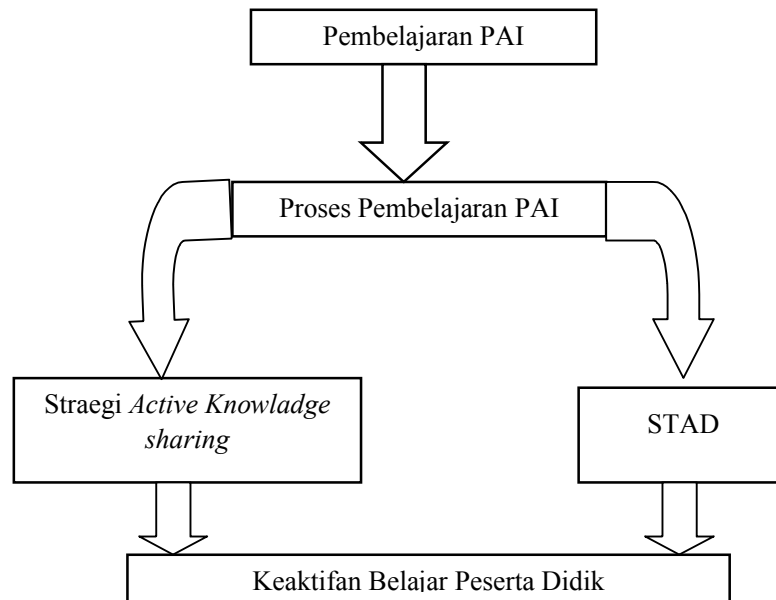 Pembelajaran PAI
Proses Pembelajaran PAI
Straegi Active Knowladge
sharing
STAD
Keaktifan Belajar Peserta Didik